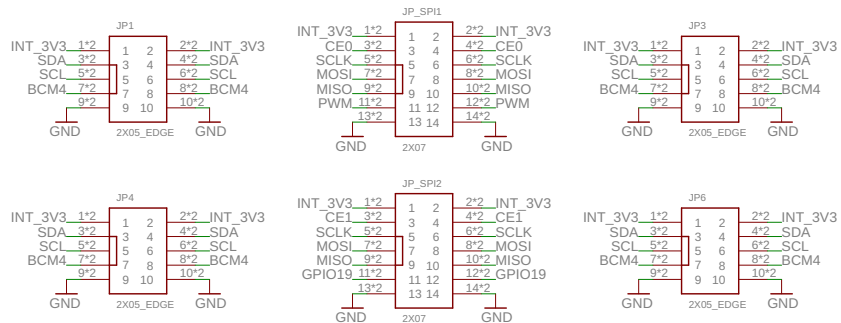 JP1
INT_3V3 1*2 1 2 2*2 INT_3V3
SDA 3*2 3 4 4*2 SDA
SCL 5*2 5 6 6*2 SCL
BCM4 7*2 7 8 8*2 BCM4
9*2 9 10 10*2
GND GND
2X05_EDGE
JP_SPI1
INT_3V3 1*2 1 2 2*2 INT_3V3
CE0 3*2 3 4 4*2 CE0
SCLK 5*2 5 6 6*2 SCLK
MOSI 7*2 7 8 8*2 MOSI
MISO 9*2 9 10 10*2 MISO
PWM 11*2 11 12 12*2 PWM
13*2 13 14 14*2
GND GND
2X07
JP3
INT_3V3 1*2 1 2 2*2 INT_3V3
SDA 3*2 3 4 4*2 SDA
SCL 5*2 5 6 6*2 SCL
BCM4 7*2 7 8 8*2 BCM4
9*2 9 10 10*2
GND GND
2X05_EDGE
JP4
INT_3V3 1*2 1 2 2*2 INT_3V3
SDA 3*2 3 4 4*2 SDA
SCL 5*2 5 6 6*2 SCL
BCM4 7*2 7 8 8*2 BCM4
9*2 9 10 10*2
GND GND
2X05_EDGE
JP_SPI2
INT_3V3 1*2 1 2 2*2 INT_3V3
CE1 3*2 3 4 4*2 CE1
SCLK 5*2 5 6 6*2 SCLK
MOSI 7*2 7 8 8*2 MOSI
MISO 9*2 9 10 10*2 MISO
GPIO19 11*2 11 12 12*2 GPIO19
13*2 13 14 14*2
GND GND
2X07
JP6
INT_3V3 1*2 1 2 2*2 INT_3V3
SDA 3*2 3 4 4*2 SDA
SCL 5*2 5 6 6*2 SCL
BCM4 7*2 7 8 8*2 BCM4
9*2 9 10 10*2
GND GND
2X05_EDGE